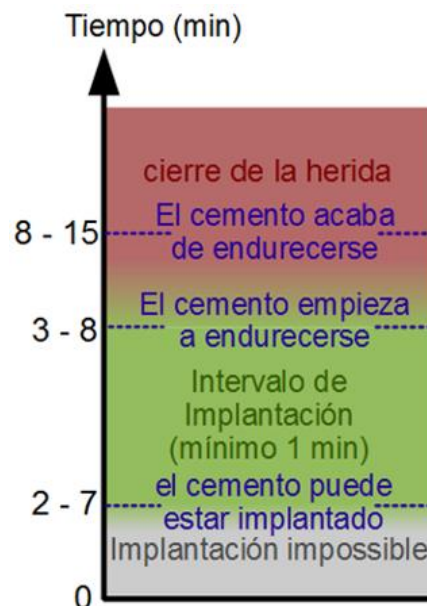 Tiempo (min)
cierre de la herida
8 - 15
El cemento acaba
de endurecerse
3 - 8
El cemento empieza
a endurecerse
Intervalo de
Implantación
(mínimo 1 min)
2 - 7
el cemento puede
estar implantado
Implantación impossible
0